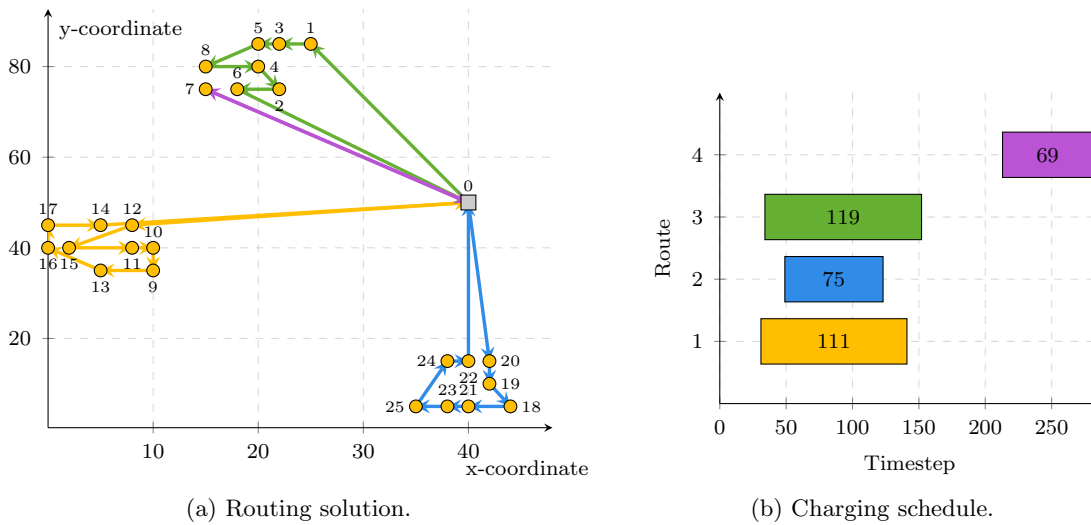 y-coordinate
5 3 1
8
6 4
7
2
80
60
40
20
0
17 14 12
10
16 15 11
13 9
24 20
22 19
23 21
25 18
10 20 30 40
x-coordinate
(a) Routing solution.
4
3
2
1
Route
69
119
75
111
0 50 100 150 200 250
Timestep
(b) Charging schedule.